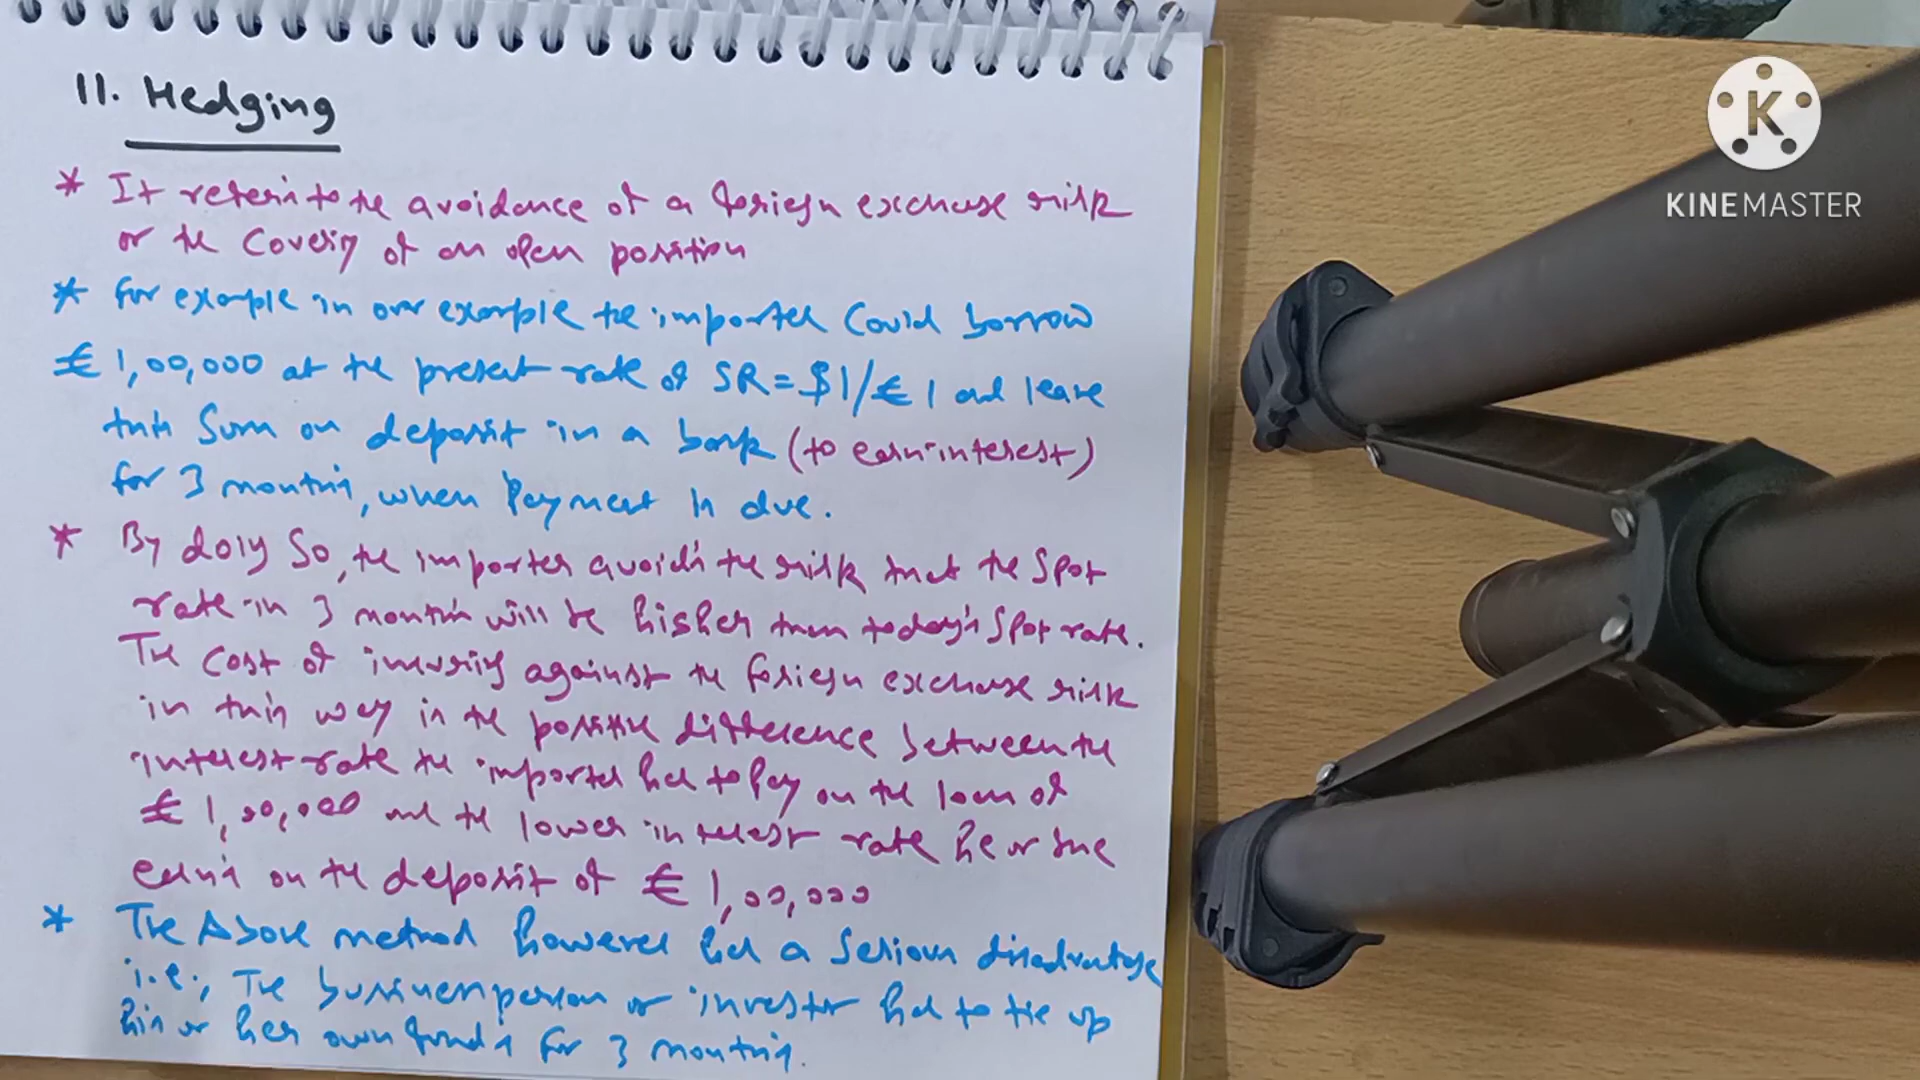 11. Hedging
* It refers to the avoidance of a foriegn exchange risk
or the covering of an open position
* For example in our example the importer could borrow
€ 1,00,000 at the present rate of SR = $1/€1 and leave
this sum on deposit in a bank (to earn interest)
for 3 months, when payment is due.
* By doing so, the importer avoids the risk that the spot
rate in 3 months will be higher than today's spot rate.
The cost of insuring against the foriegn exchange risk
in this way is the positive difference between the
interest rate the importer has to pay on the loan of
€ 1,00,000 and the lower interest rate he or she
earns on the deposit of € 1,00,000
* The Above method however has a serious disadvantage
i.e., The businessperson or investor has to tie up
his or her own funds for 3 months.
K
KINEMASTER